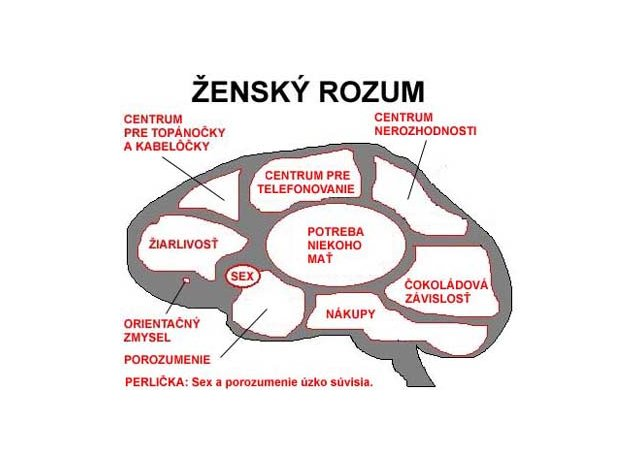 ŽENSKÝ ROZUM
CENTRUM
PRE TOPÁNOČKY
A KABELÔČKY
CENTRUM
NEROZHODNOSTI
CENTRUM PRE
TELEFONOVANIE
ŽIARLIVOSŤ
POTREBA
NIEKOHO
MAŤ
SEX
ČOKOLÁDOVÁ
ZÁVISLOSŤ
NÁKUPY
ORIENTAČNÝ
ZMYSEL
POROZUMENIE
PERLIČKA: Sex a porozumenie úzko súvisia.